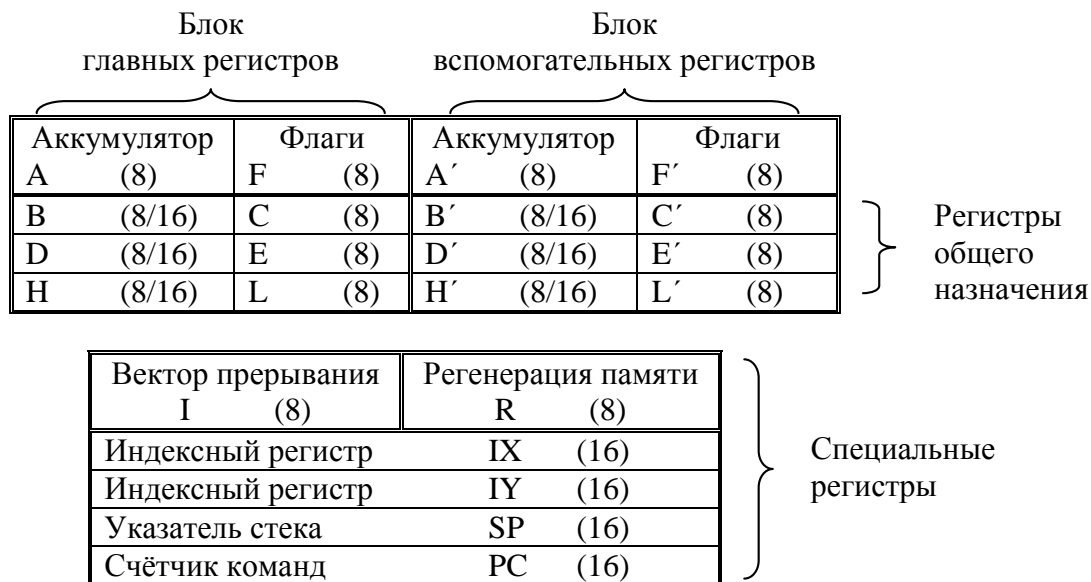 Блок Блок
главных регистров вспомогательных регистров
Аккумулятор Флаги Аккумулятор Флаги
A (8) F (8) A´ (8) F´ (8)
B (8/16) C (8) B´ (8/16) C´ (8)
D (8/16) E (8) D´ (8/16) E´ (8)
H (8/16) L (8) H´ (8/16) L´ (8)
Регистры
общего
назначения
Вектор прерывания Регенерация памяти
I (8) R (8)
Индексный регистр IX (16)
Индексный регистр IY (16)
Указатель стека SP (16)
Счётчик команд PC (16)
Специальные
регистры